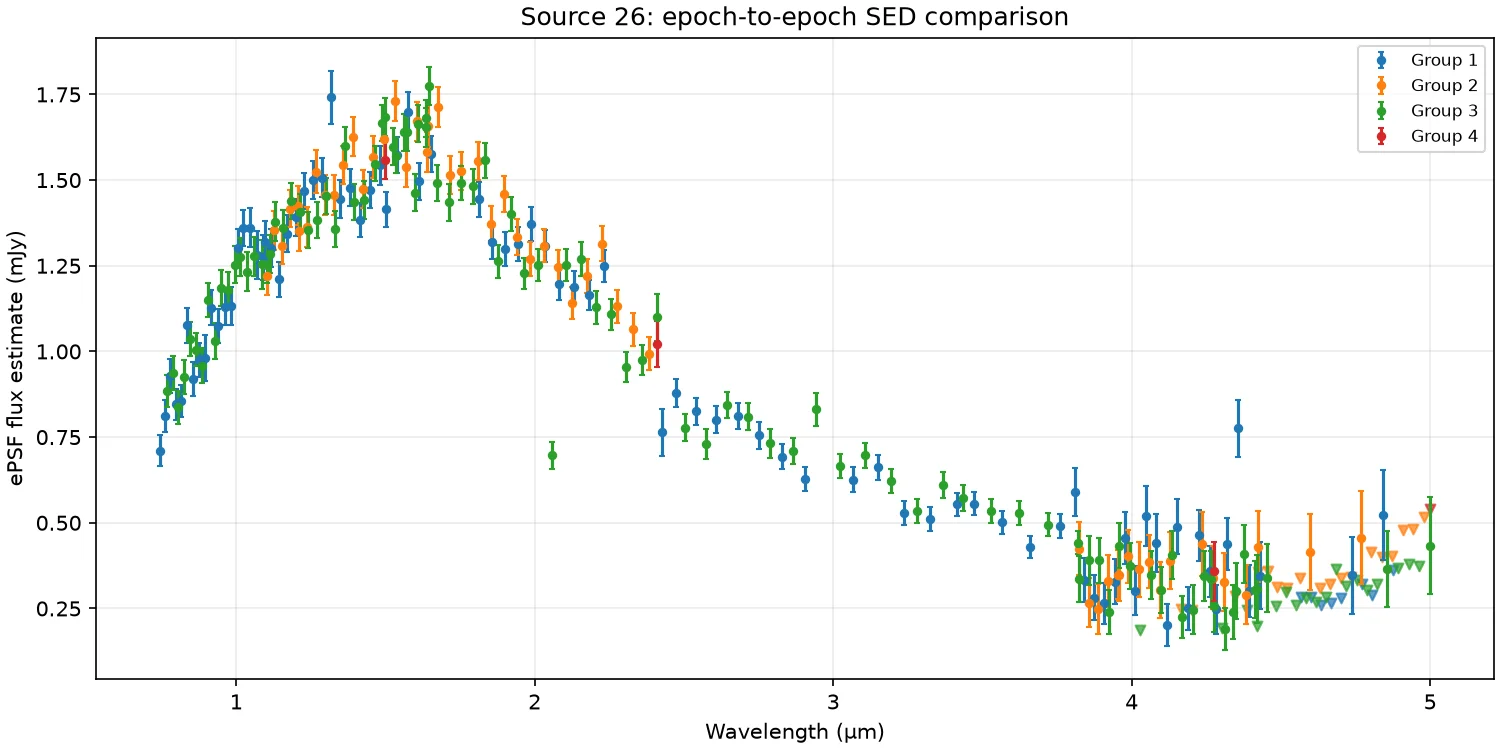 Source 26: epoch-to-epoch SED comparison
ePSF flux estimate (mJy)
1.75
1.50
1.25
1.00
0.75
0.50
0.25
Group 1
Group 2
Group 3
Group 4
1 2 3 4 5
Wavelength (μm)